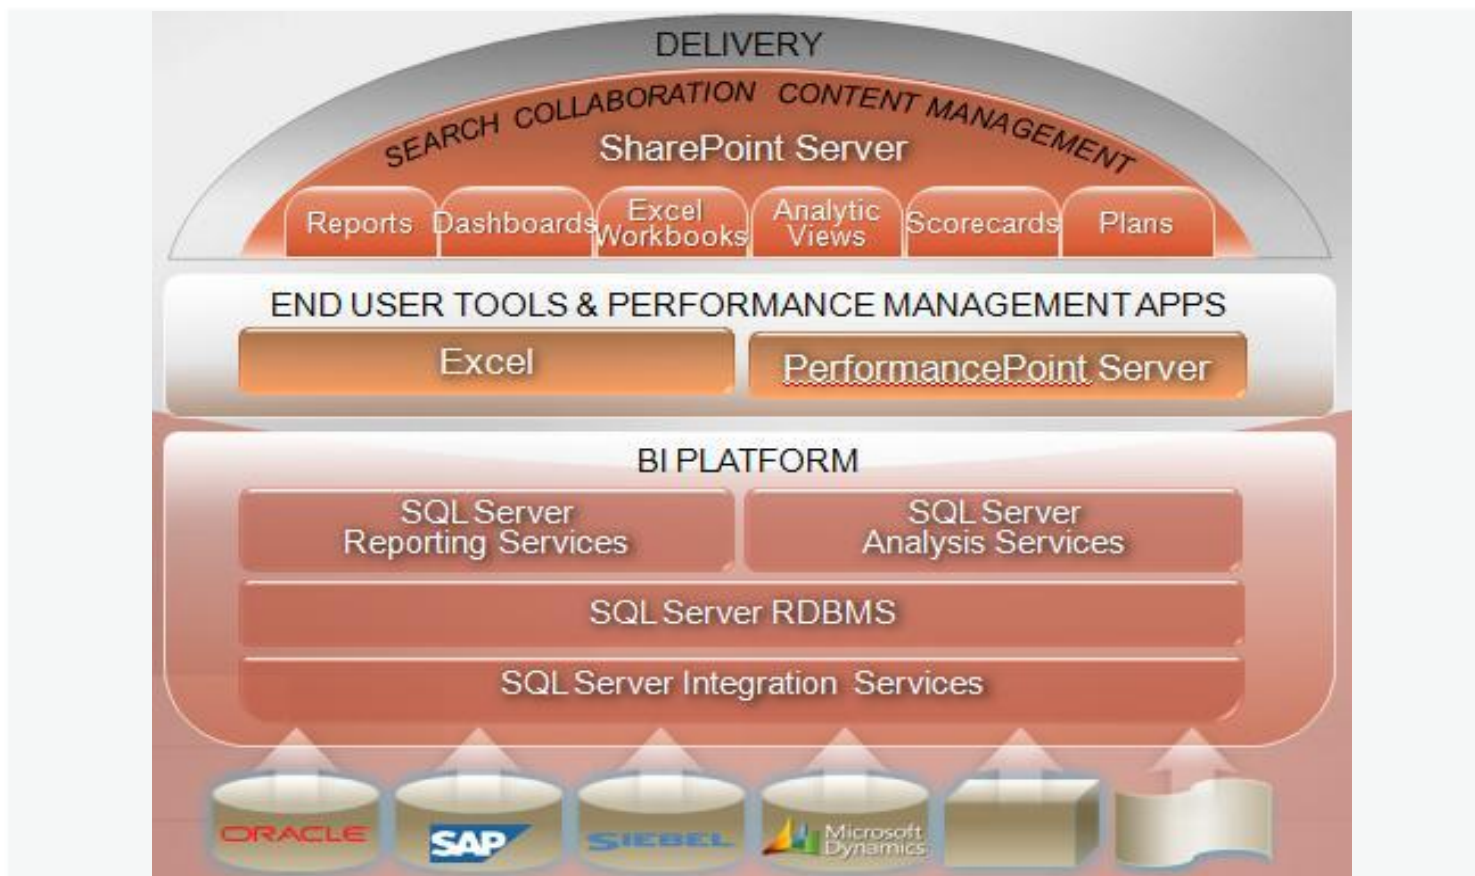 DELIVERY
SEARCH COLLABORATION CONTENT MANAGEMENT
SharePoint Server
Reports
Dashboards
Excel
Workbooks
Analytic
Views
Scorecards
Plans
END USER TOOLS & PERFORMANCE MANAGEMENT APPS
Excel
PerformancePoint Server
BI PLATFORM
SQL Server
Reporting Services
SQL Server
Analysis Services
SQL Server RDBMS
SQL Server Integration Services
ORACLE
SAP
SIEBEL
Microsoft
Dynamics